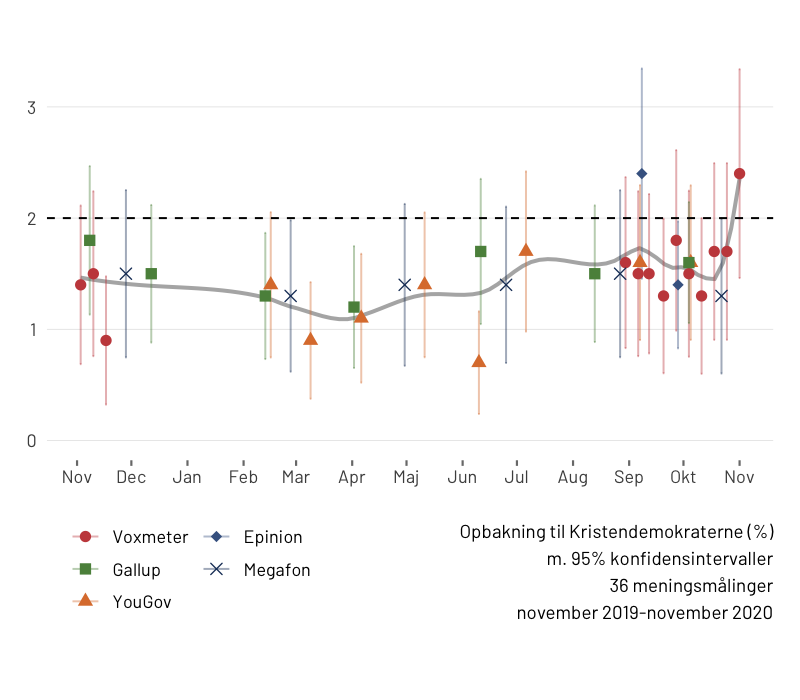 3
2
1
0
Nov Dec Jan Feb Mar Apr Maj Jun Jul Aug Sep Okt Nov
Voxmeter Epinion
Gallup Megafon
YouGov
Opbakning til Kristendemokraterne (%)
m. 95% konfidensintervaller
36 meningsmålinger
november 2019-november 2020